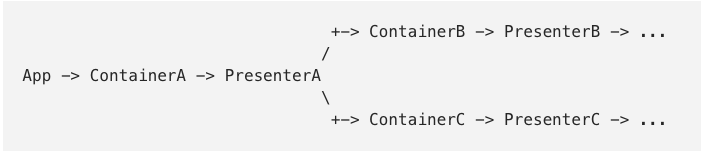 +-> ContainerB -> PresenterB -> ...
/
App -> ContainerA -> PresenterA
\
+-> ContainerC -> PresenterC -> ...